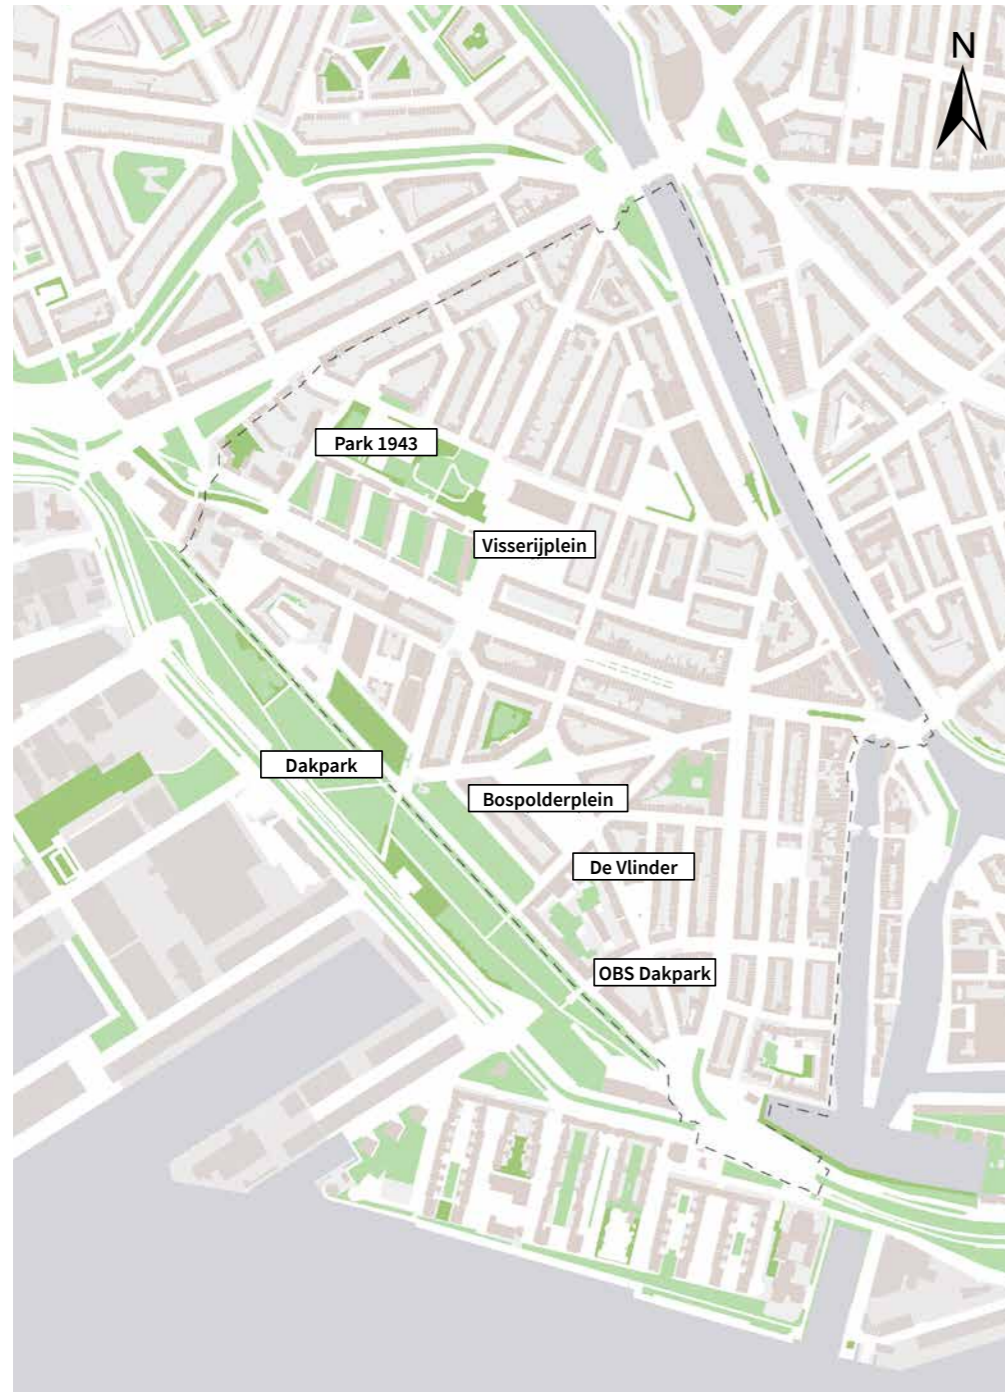 N
Park 1943
Visserijplein
Dakpark
Bospolderplein
De Vlinder
OBS Dakpark